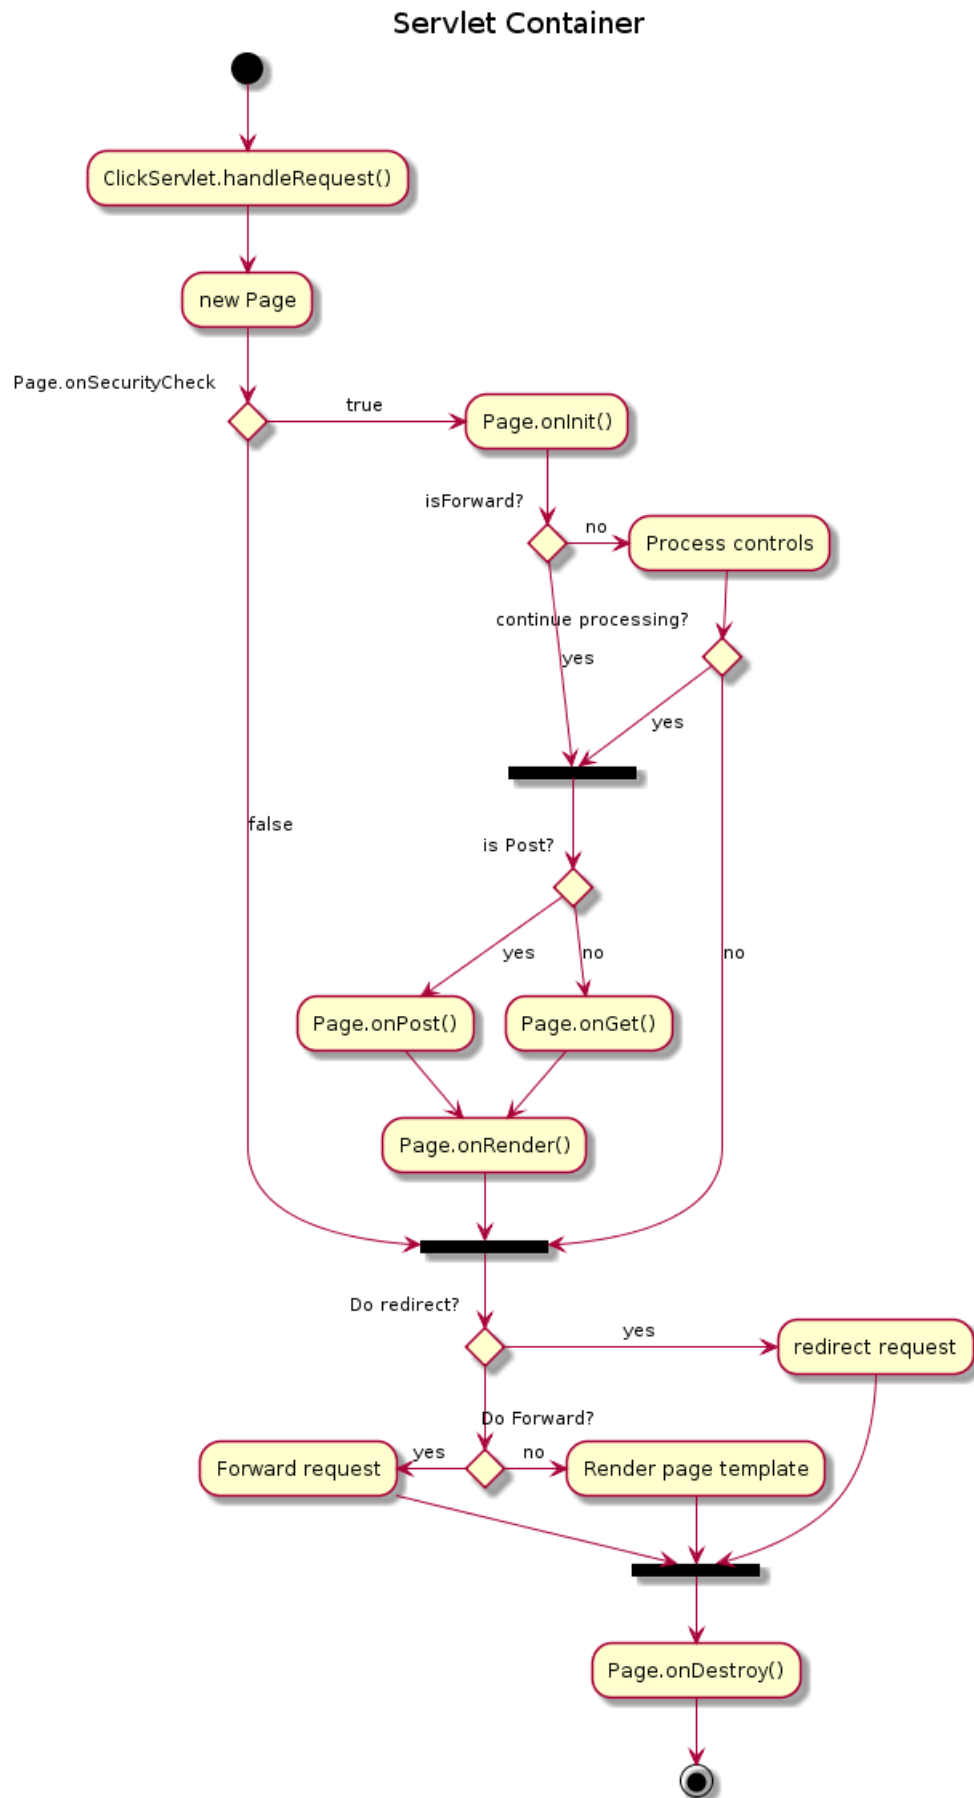 Servlet Container
ClickServlet.handleRequest()
new Page
Page.onSecurityCheck
true
Page.onInit()
isForward?
no
Process controls
continue processing?
yes
yes
false
is Post?
yes
no
no
Page.onPost()
Page.onGet()
Page.onRender()
Do redirect?
yes
redirect request
Do Forward?
yes
no
Forward request
Render page template
Page.onDestroy()